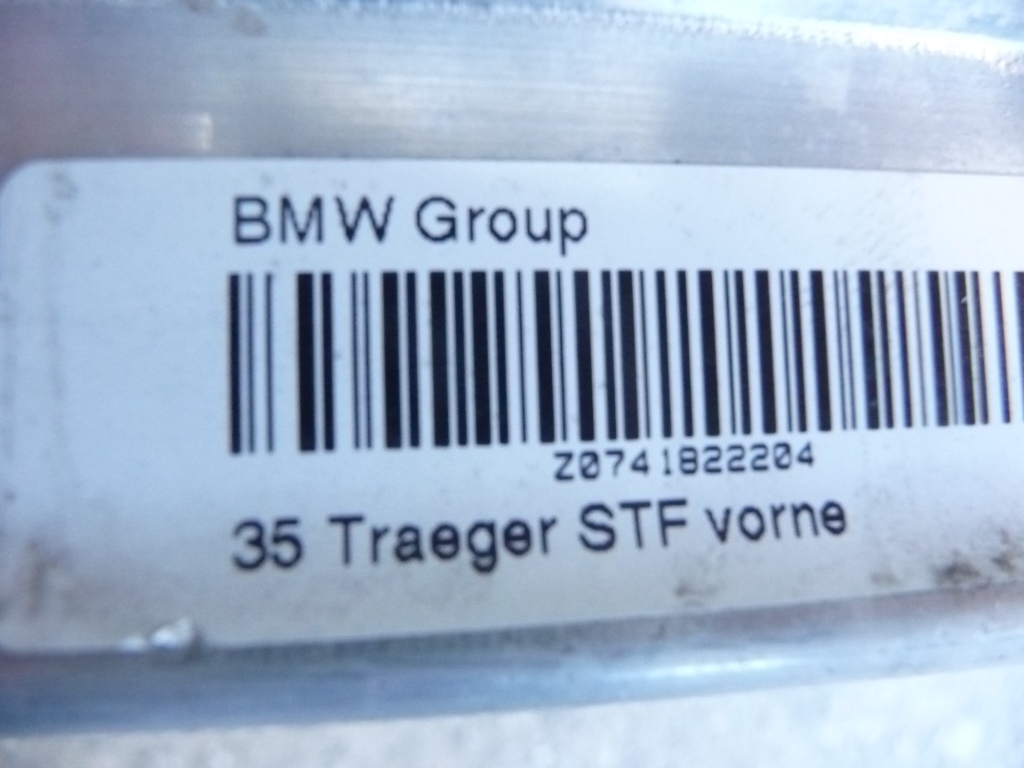 BMW Group
Z0741822204
35 Traeger STF vorne